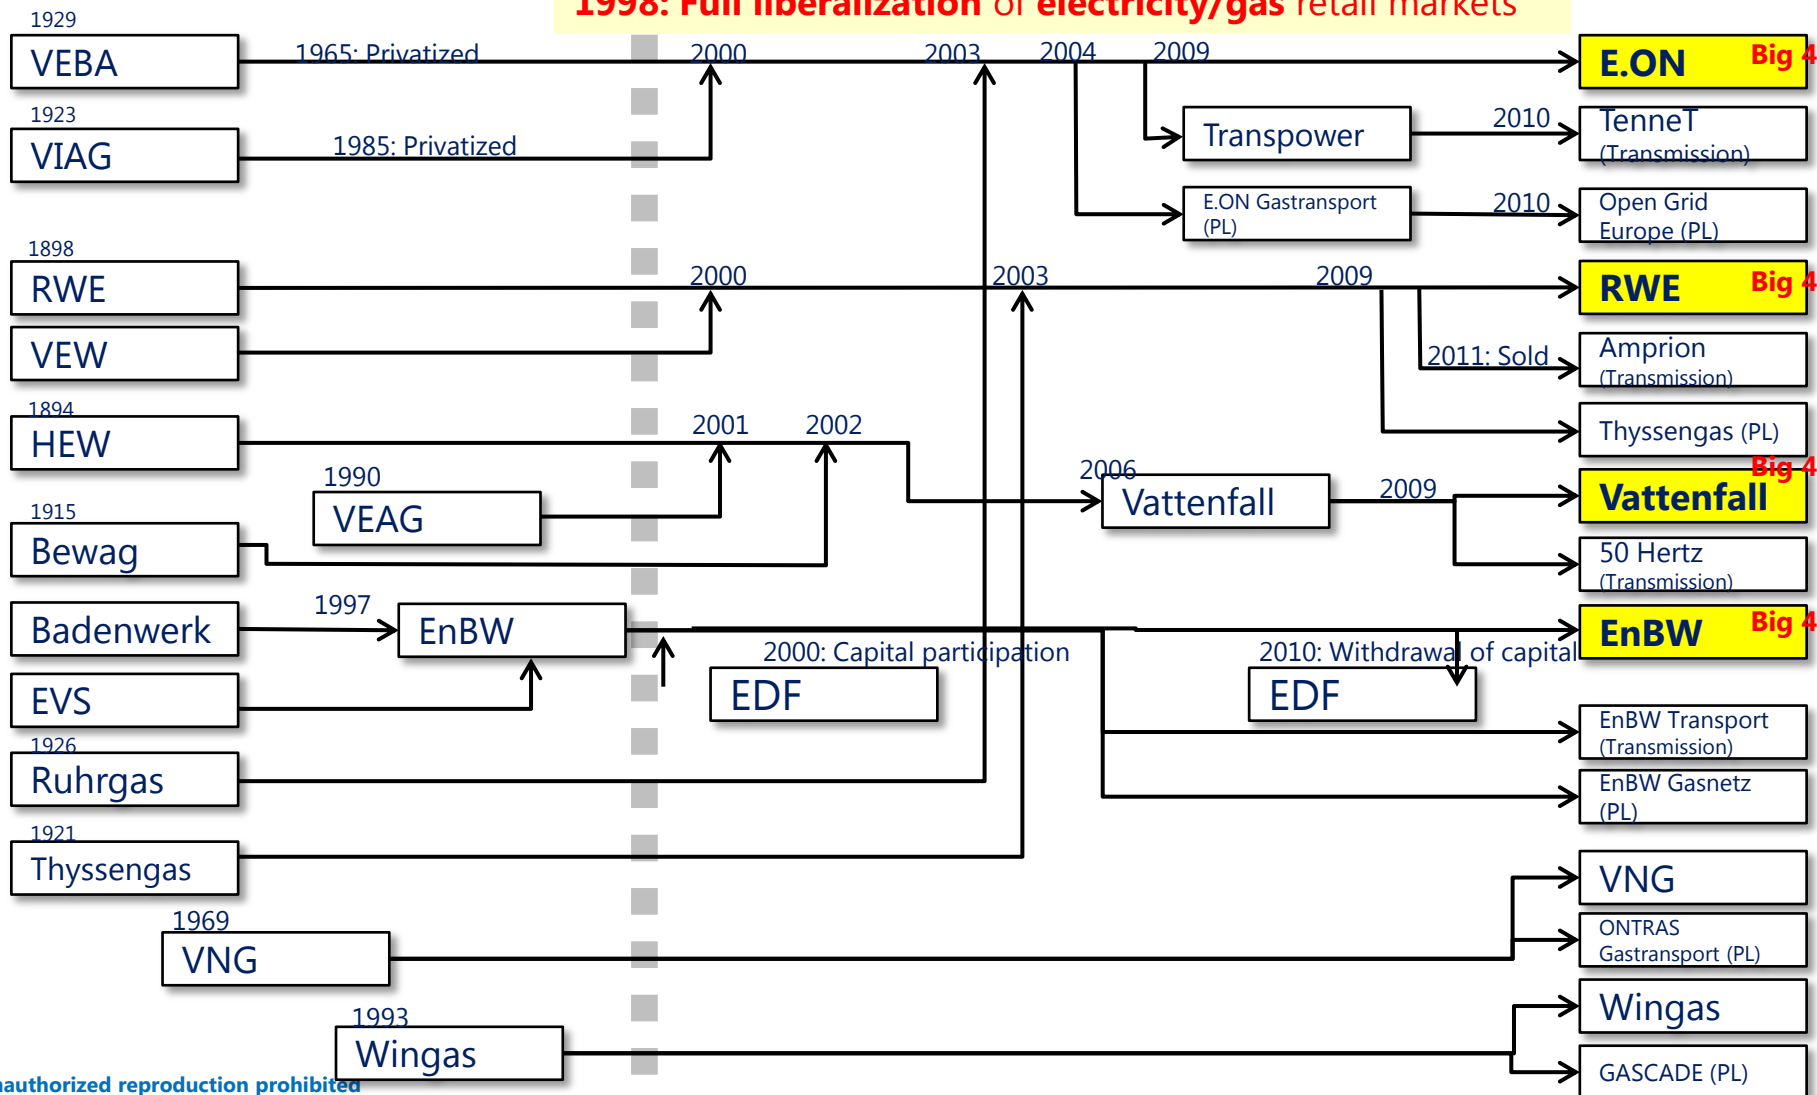 1998: Full liberalization of electricity/gas retail markets
1929
VEBA
1965: Privatized
2000
2003
2004
2009
E.ON
Big 4
1923
VIAG
1985: Privatized
Transpower
2010
TenneT
(Transmission)
E.ON Gastransport
(PL)
2010
Open Grid
Europe (PL)
1898
RWE
2000
2003
2009
RWE
Big 4
VEW
2011: Sold
Amprion
(Transmission)
1894
HEW
2001
2002
Thyssengas (PL)
1990
VEAG
2006
Vattenfall
2009
Big 4
Vattenfall
1915
Bewag
50 Hertz
(Transmission)
Badenwerk
1997
EnBW
2000: Capital participation
2010: Withdrawal of capital
EnBW
Big 4
EVS
EDF
EDF
EnBW Transport
(Transmission)
1926
Ruhrgas
EnBW Gasnetz
(PL)
1921
Thyssengas
VNG
1969
VNG
ONTRAS
Gastransport (PL)
1993
Wingas
Wingas
GASCADE (PL)
reproduction prohibited